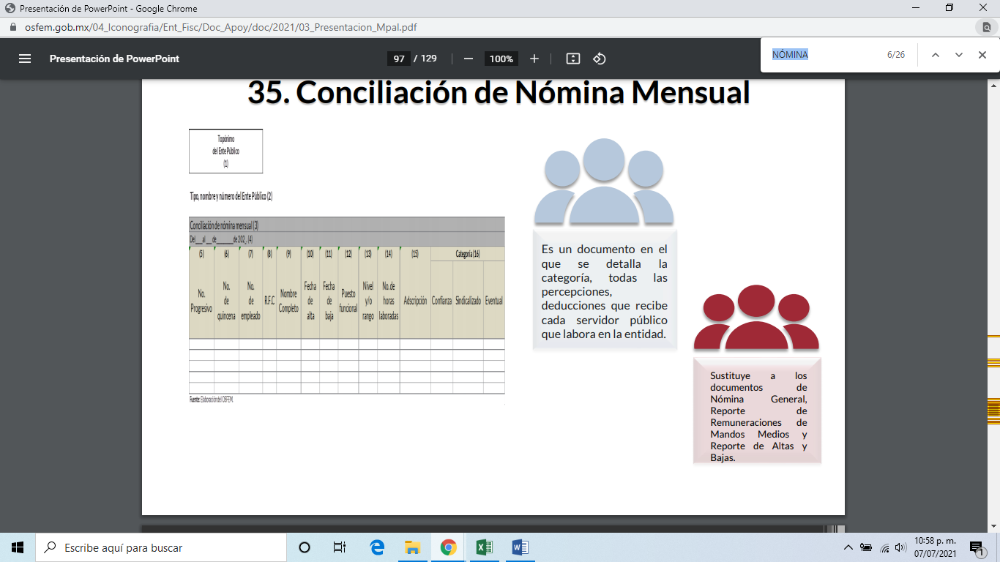 Presentación de PowerPoint - Google Chrome
osfem.gob.mx/04_Iconografia/Ent_Fisc/Doc_Apoy/doc/2021/03_Presentacion_Mpal.pdf
Presentación de PowerPoint
97 / 129
100%
NÓMINA
6/26
35. Conciliación de Nómina Mensual
Topónimo
del Ente Público
(1)
Tipo, nombre y número del Ente Público (2)
Conciliación de nómina mensual (3)
Del___al __ de______de 202_. (4)
(5) (6) (7) (8) (9) (10) (11) (12) (13) (14) (15) Categoría (16)
No. Progresivo
No. de quincena
No. de empleado
R.F.C
Nombre Completo
Fecha de alta
Fecha de baja
Puesto funcional
Nivel y/o rango
No. de horas laboradas
Adscripción
Confianza
Sindicalizado
Eventual
Fuente: Elaboración del OSFEM.
Es un documento en el
que se detalla la
categoría, todas las
percepciones,
deducciones que recibe
cada servidor público
que labora en la entidad.
Sustituye a los
documentos de
Nómina General,
Reporte de
Remuneraciones de
Mandos Medios y
Reporte de Altas y
Bajas.
Escribe aquí para buscar
10:58 p. m.
07/07/2021
1